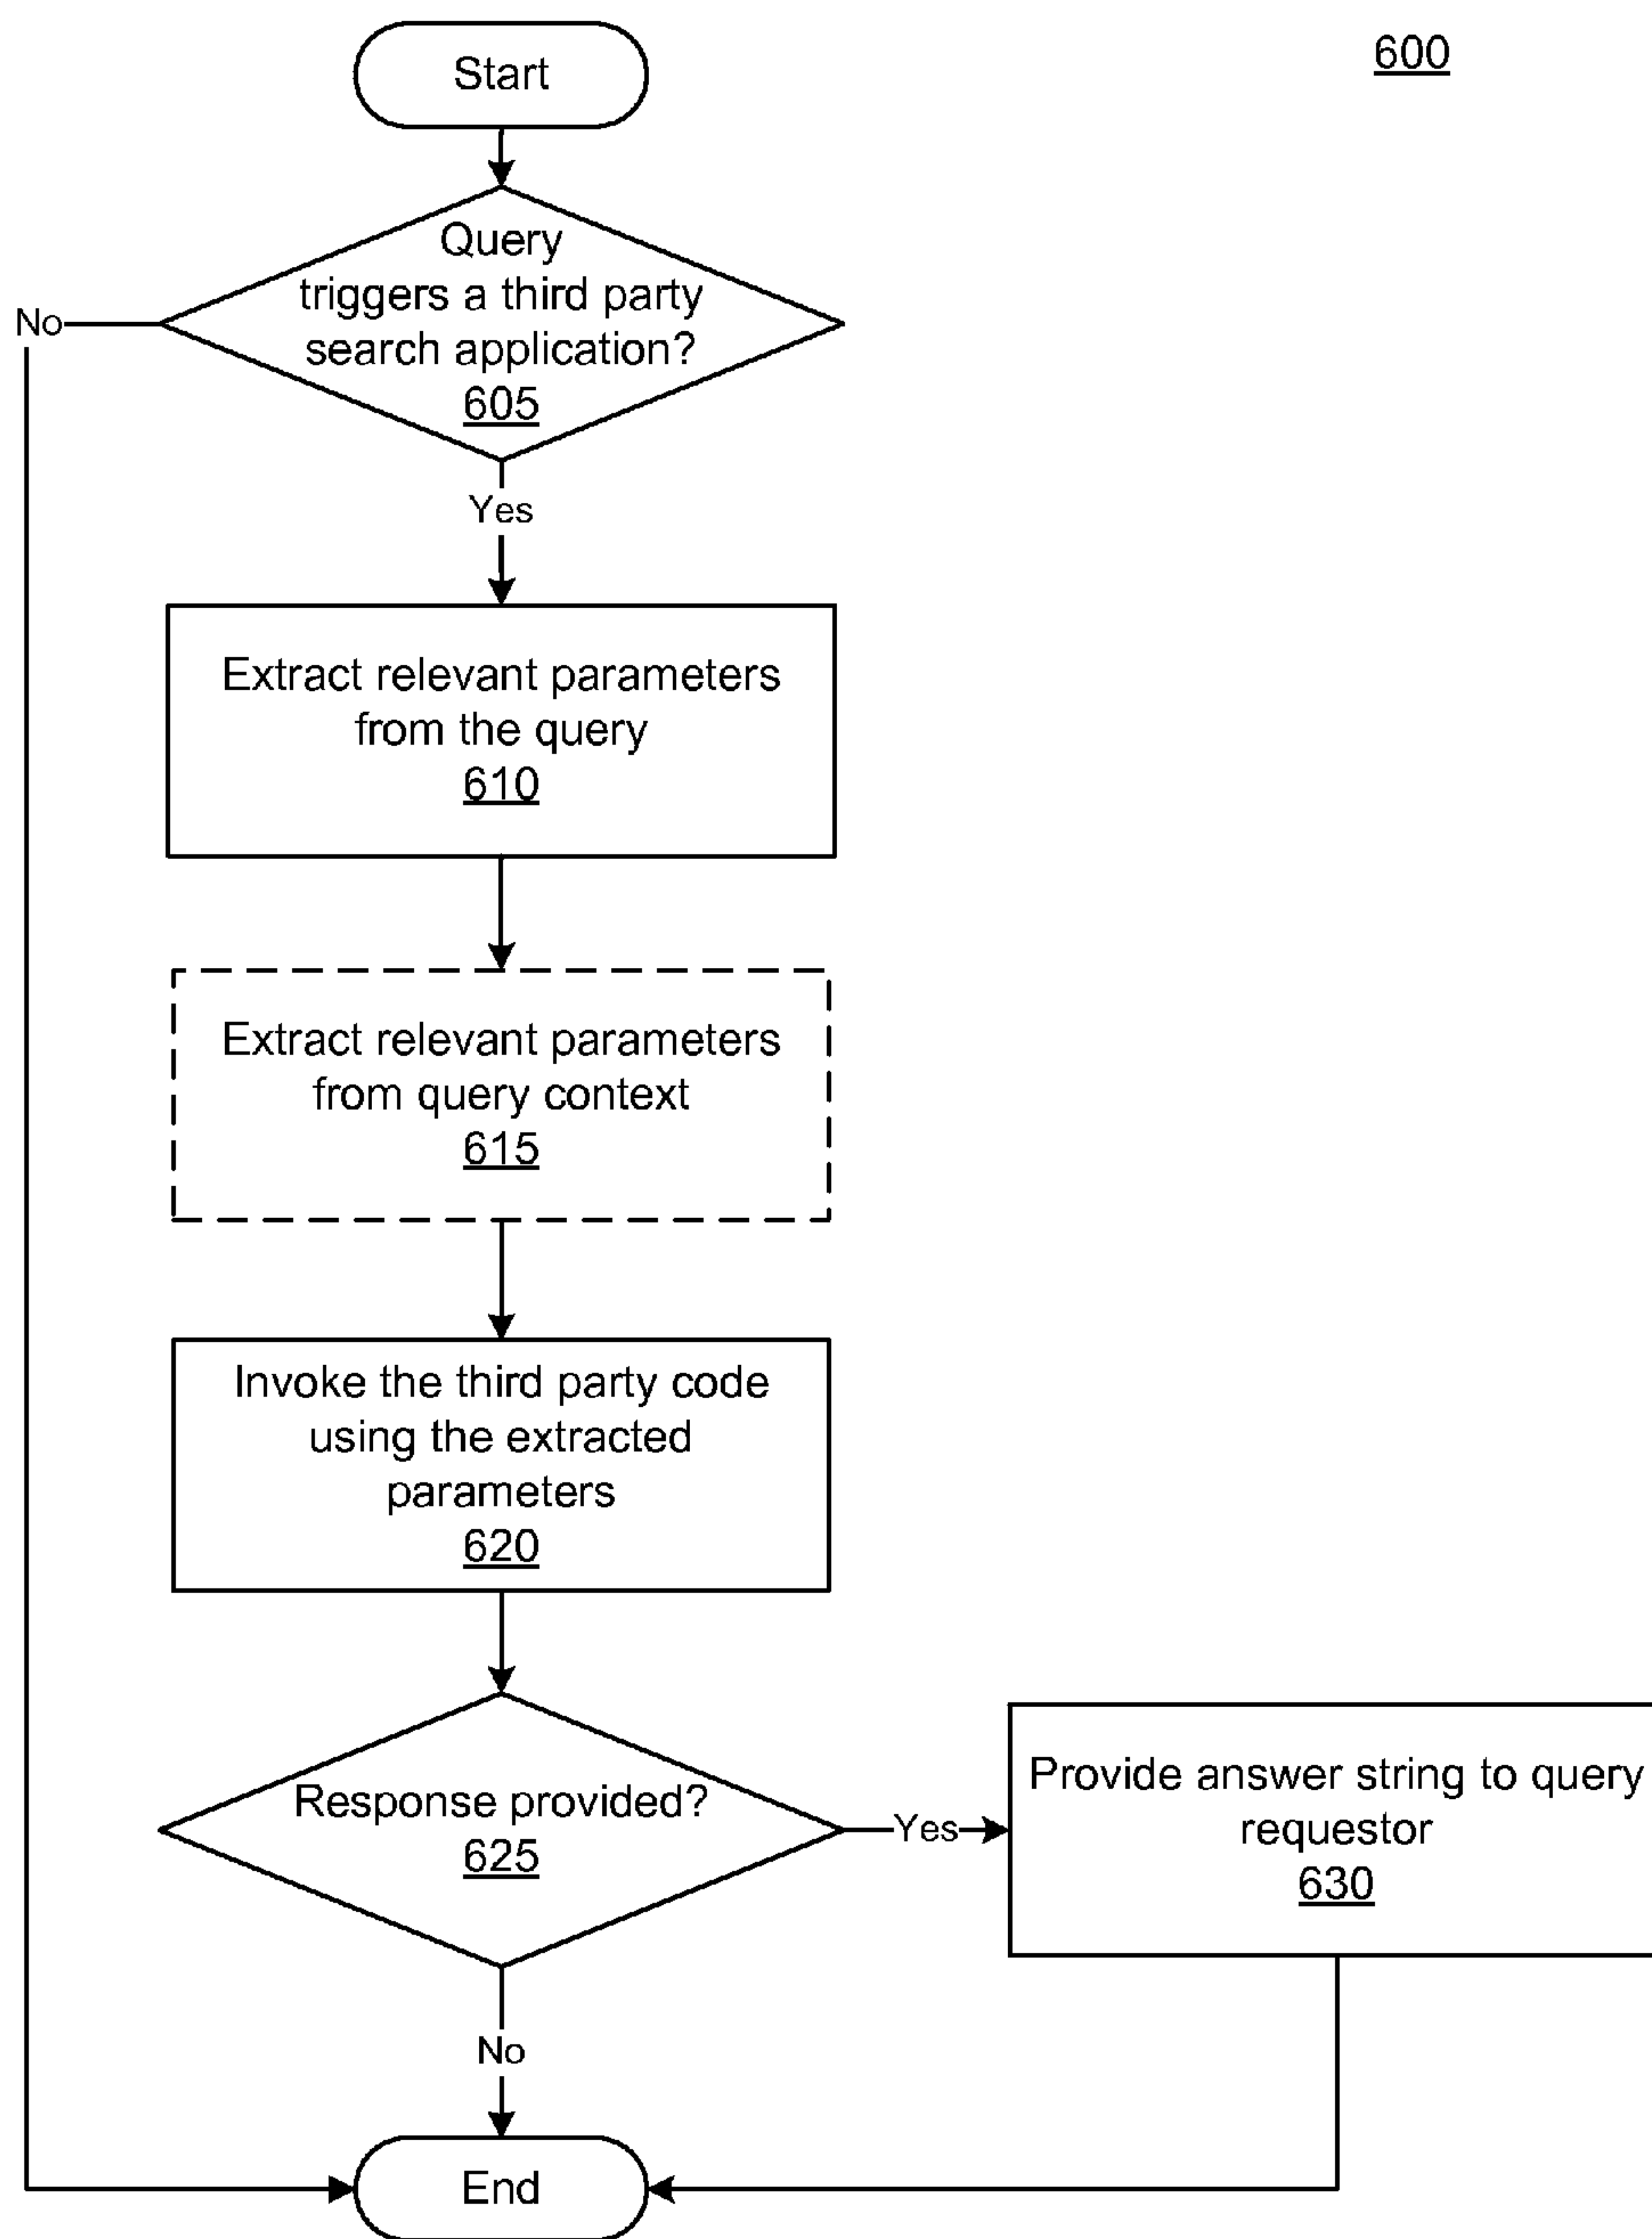 Start
600
Query
triggers a third party
search application?
605
No
Yes
Extract relevant parameters
from the query
610
Extract relevant parameters
from query context
615
Invoke the third party code
using the extracted
parameters
620
Response provided?
625
Yes
Provide answer string to query
requestor
630
No
End